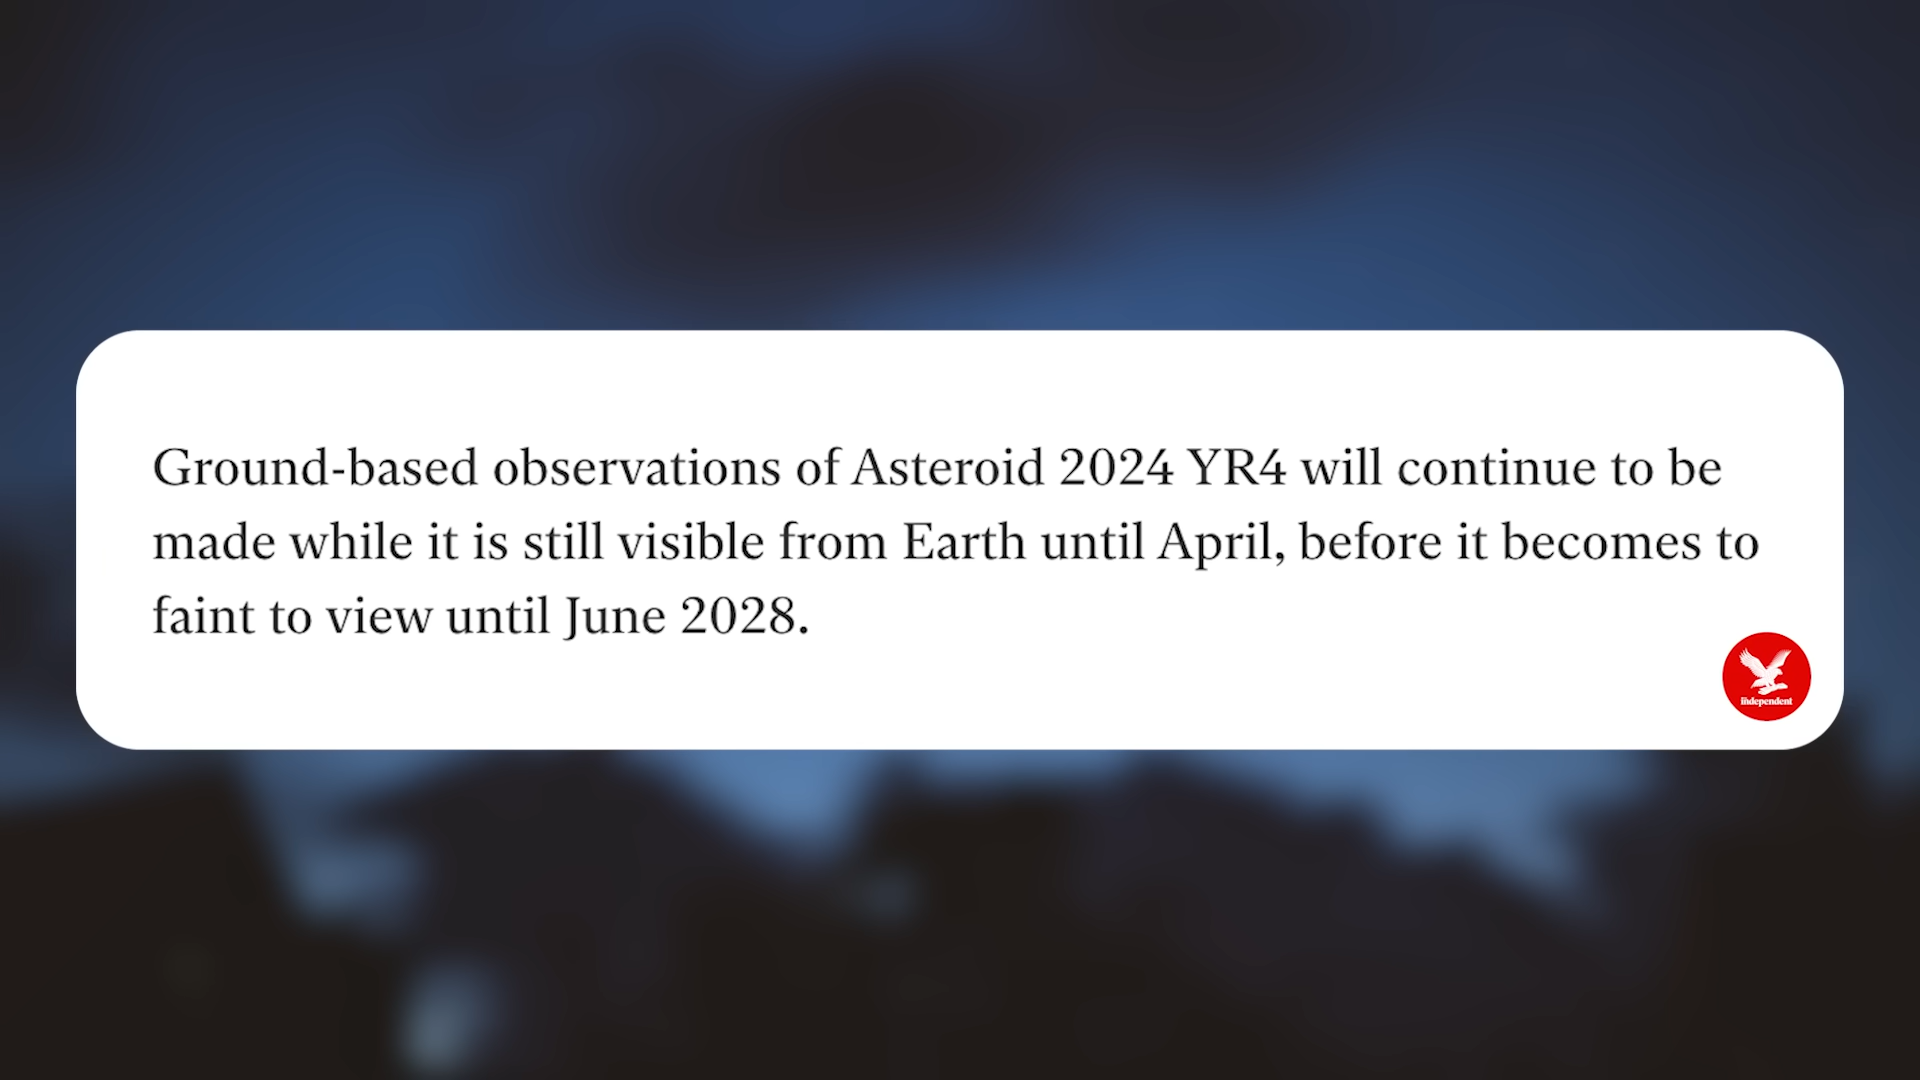 Ground-based observations of Asteroid 2024 YR4 will continue to be
made while it is still visible from Earth until April, before it becomes to
faint to view until June 2028.
Independent